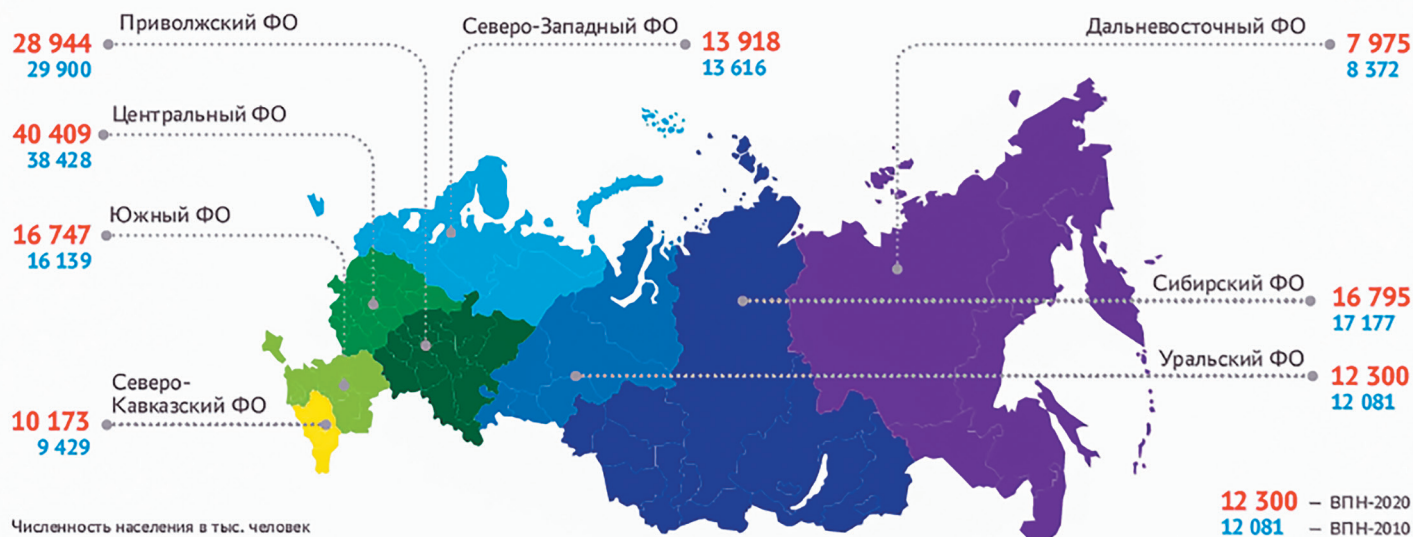 Приволжский ФО
28 944
29 900
Северо-Западный ФО
13 918
13 616
Дальневосточный ФО
7 975
8 372
Центральный ФО
40 409
38 428
Южный ФО
16 747
16 139
Северо-
Кавказский ФО
10 173
9 429
Сибирский ФО
16 795
17 177
Уральский ФО
12 300
12 081
Численность населения в тыс. человек
12 300 – ВПН-2020
12 081 – ВПН-2010